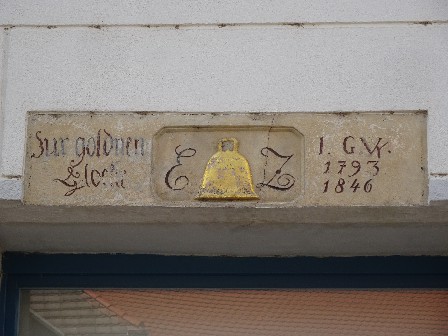 Zur goldnen
Glocke
E Z
I. G. W.
1793
1846